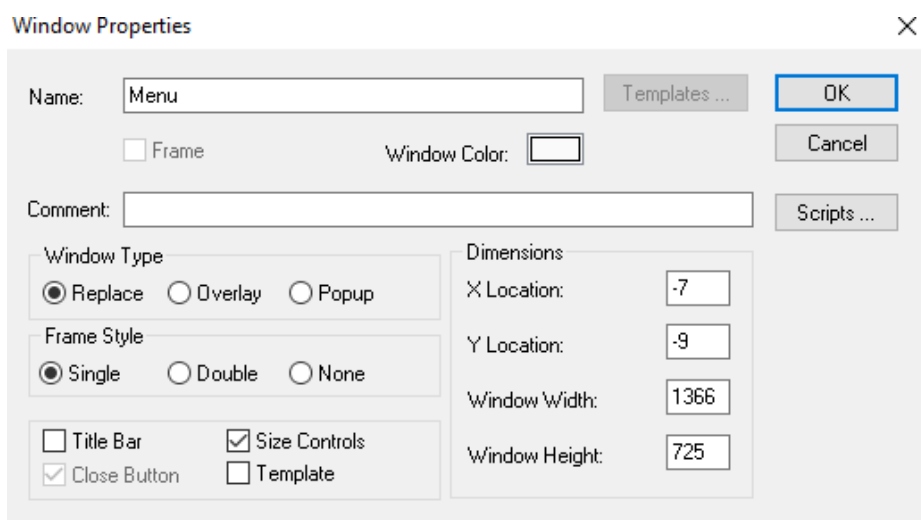 Window Properties
Name: Menu Templates ... OK
Frame Window Color: Cancel
Comment: Scripts ...
Window Type
Replace Overlay Popup
Frame Style
Single Double None
Title Bar Size Controls
Close Button Template
Dimensions
X Location: -7
Y Location: -9
Window Width: 1366
Window Height: 725